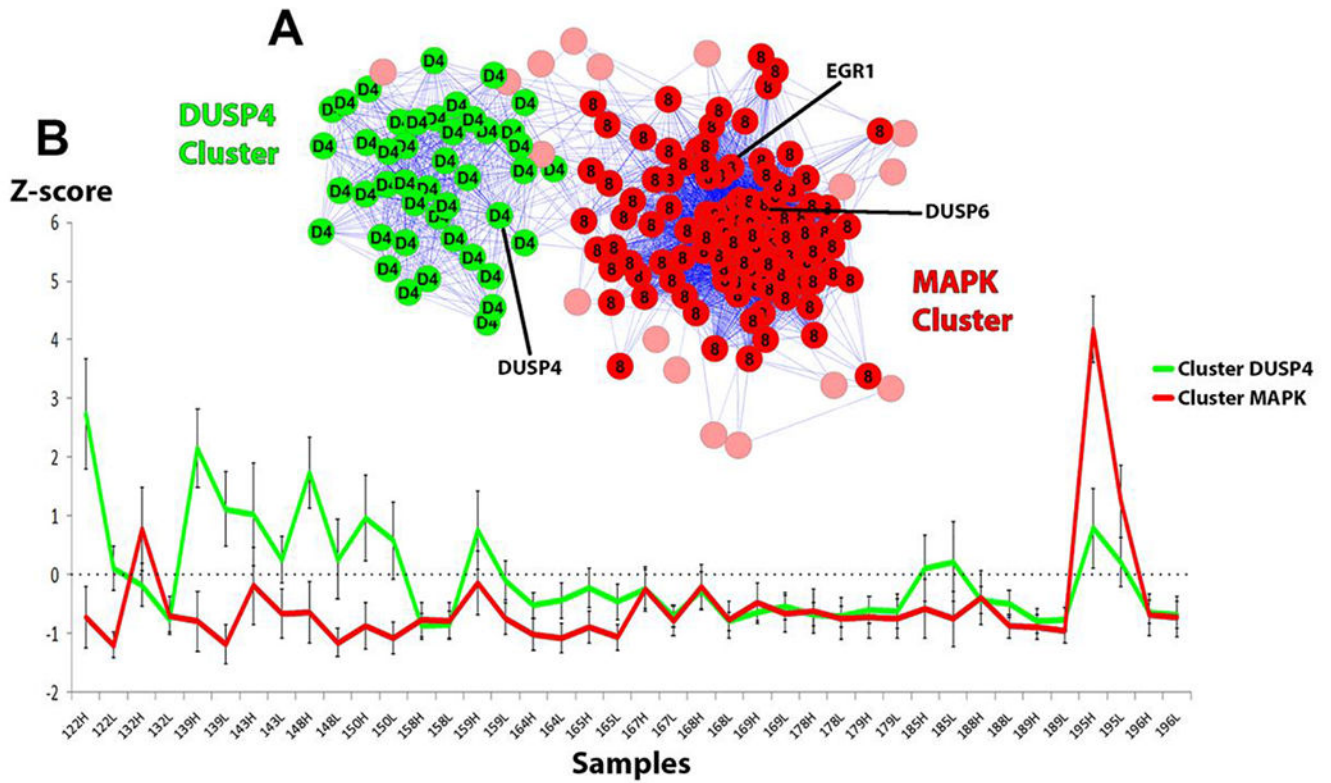 A
EGR1
DUSP4
Cluster
B
Z-score
DUSP6
MAPK
Cluster
DUSP4
D4
8
Cluster DUSP4
Cluster MAPK
6
5
4
3
2
1
0
-1
-2
122H 122L 132H 132L 139H 139L 143H 143L 148H 148L 150H 150L 158H 158L 159H 159L 164H 164L 165H 165L 167H 167L 168H 168L 169H 169L 178H 178L 179H 179L 185H 185L 188H 188L 189H 189L 195H 195L 196H 196L
Samples